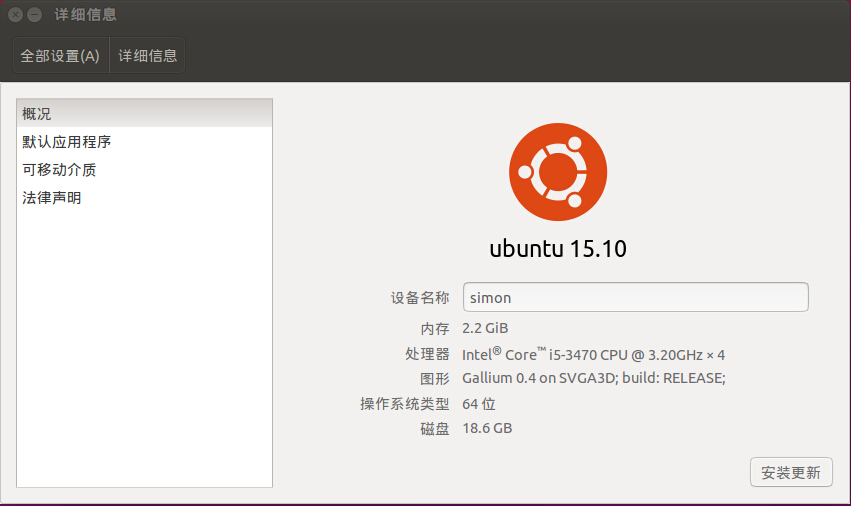 详细信息
全部设置(A) 详细信息
概况
默认应用程序
可移动介质
法律声明
ubuntu 15.10
设备名称 simon
内存 2.2 GiB
处理器 Intel® Core™ i5-3470 CPU @ 3.20GHz × 4
图形 Gallium 0.4 on SVGA3D; build: RELEASE;
操作系统类型 64 位
磁盘 18.6 GB
安装更新